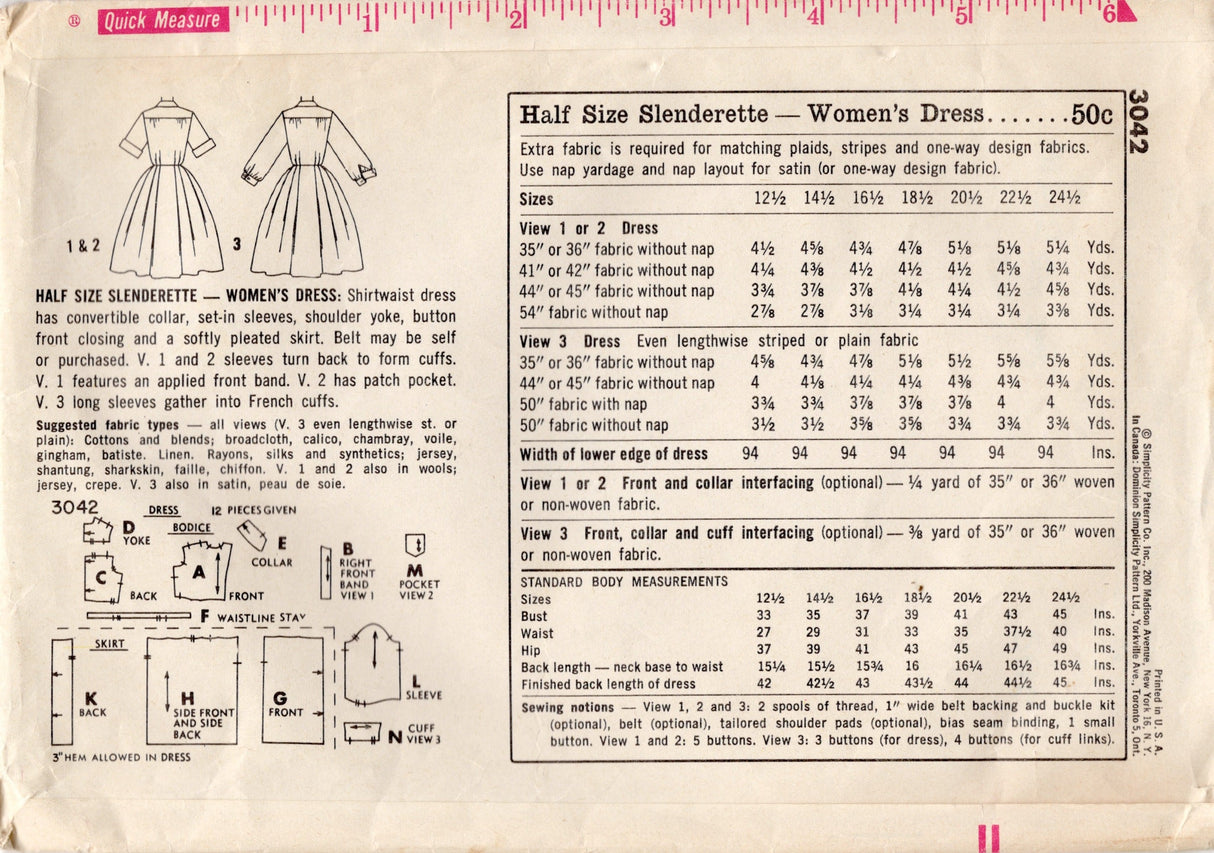 ® Quick Measure 1 2 3 4 5 6
1 & 2
3
HALF SIZE SLENDERETTE — WOMEN'S DRESS: Shirtwaist dress
has convertible collar, set-in sleeves, shoulder yoke, button
front closing and a softly pleated skirt. Belt may be self
or purchased. V. 1 and 2 sleeves turn back to form cuffs.
V. 1 features an applied front band. V. 2 has patch pocket.
V. 3 long sleeves gather into French cuffs.
Suggested fabric types — all views (V. 3 even lengthwise st. or
plain): Cottons and blends; broadcloth, calico, chambray, voile,
gingham, batiste. Linen. Rayons, silks and synthetics; jersey,
shantung, sharkskin, faille, chiffon. V. 1 and 2 also in wools;
jersey, crepe. V. 3 also in satin, peau de soie.
3042 DRESS 12 PIECES GIVEN
D
YOKE
BODICE
E
COLLAR
C
BACK
A
FRONT
B
RIGHT
FRONT
BAND
VIEW 1
M
POCKET
VIEW 2
F WAISTLINE STAY
SKIRT
K
BACK
H
SIDE FRONT
AND SIDE
BACK
G
FRONT
L
SLEEVE
N CUFF
VIEW 3
3" HEM ALLOWED IN DRESS
Half Size Slenderette — Women's Dress.......50c
Extra fabric is required for matching plaids, stripes and one-way design fabrics.
Use nap yardage and nap layout for satin (or one-way design fabric).
Sizes 12½ 14½ 16½ 18½ 20½ 22½ 24½
View 1 or 2 Dress
35" or 36" fabric without nap 4½ 4⅝ 4¾ 4⅞ 5⅛ 5⅛ 5¼ Yds.
41" or 42" fabric without nap 4¼ 4⅜ 4½ 4½ 4½ 4⅝ 4¾ Yds.
44" or 45" fabric without nap 3¾ 3⅞ 3⅞ 4⅛ 4¼ 4½ 4⅝ Yds.
54" fabric without nap 2⅞ 2⅞ 3⅛ 3¼ 3¼ 3¼ 3⅜ Yds.
View 3 Dress Even lengthwise striped or plain fabric
35" or 36" fabric without nap 4⅝ 4¾ 4⅞ 5⅛ 5½ 5⅝ 5⅝ Yds.
44" or 45" fabric without nap 4 4⅛ 4¼ 4¼ 4⅜ 4¾ 4¾ Yds.
50" fabric with nap 3¾ 3¾ 3⅞ 3⅞ 3⅞ 4 4 Yds.
50" fabric without nap 3½ 3½ 3⅝ 3⅝ 3¾ 3¾ 3¾ Yds.
Width of lower edge of dress 94 94 94 94 94 94 94 Ins.
View 1 or 2 Front and collar interfacing (optional) — ¼ yard of 35" or 36" woven
or non-woven fabric.
View 3 Front, collar and cuff interfacing (optional) — ⅜ yard of 35" or 36" woven
or non-woven fabric.
STANDARD BODY MEASUREMENTS
Sizes 12½ 14½ 16½ 18½ 20½ 22½ 24½
Bust 33 35 37 39 41 43 45 Ins.
Waist 27 29 31 33 35 37½ 40 Ins.
Hip 37 39 41 43 45 47 49 Ins.
Back length — neck base to waist 15¼ 15½ 15¾ 16 16¼ 16½ 16¾ Ins.
Finished back length of dress 42 42½ 43 43½ 44 44½ 45 Ins.
Sewing notions — View 1, 2 and 3: 2 spools of thread, 1" wide belt backing and buckle kit
(optional), belt (optional), tailored shoulder pads (optional), bias seam binding, 1 small
button. View 1 and 2: 5 buttons. View 3: 3 buttons (for dress), 4 buttons (for cuff links).
3042
Printed in U. S. A.
© Simplicity Pattern Co. Inc., 200 Madison Avenue, New York 16, N. Y.
In Canada: Dominion Simplicity Pattern Ltd., Yorkville Ave., Toronto 5, Ont.